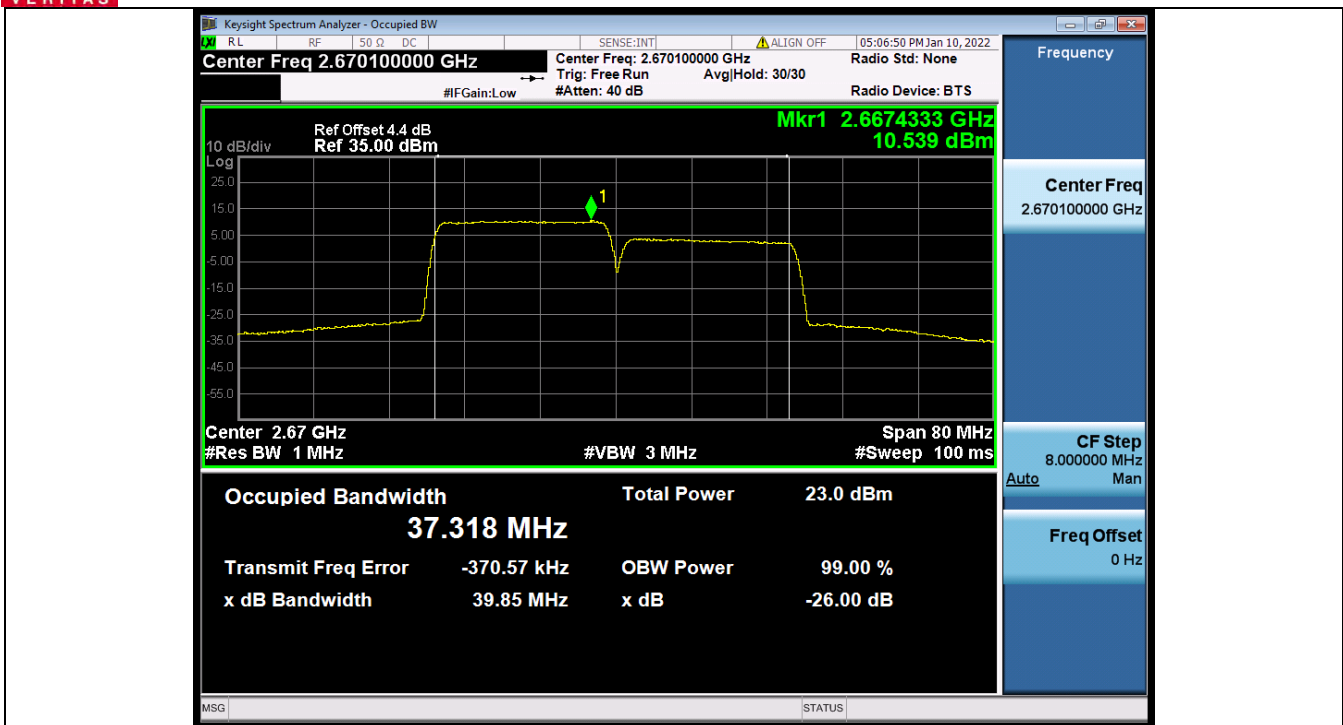 VERITAS
Keysight Spectrum Analyzer - Occupied BW
LXI RL RF 50 Ω DC SENSE:INT ALIGN OFF 05:06:50 PM Jan 10, 2022
Center Freq 2.670100000 GHz
Center Freq: 2.670100000 GHz
Radio Std: None
Trig: Free Run Avg|Hold: 30/30
#IFGain:Low
#Atten: 40 dB
Radio Device: BTS
Frequency
Mkr1 2.6674333 GHz
10.539 dBm
Ref Offset 4.4 dB
10 dB/div Ref 35.00 dBm
Log
25.0
15.0
5.00
-5.00
-15.0
-25.0
-35.0
-45.0
-55.0
1
Center 2.67 GHz
Span 80 MHz
#Res BW 1 MHz
#VBW 3 MHz
#Sweep 100 ms
Center Freq
2.670100000 GHz
CF Step
8.000000 MHz
Auto Man
Freq Offset
0 Hz
Occupied Bandwidth
37.318 MHz
Total Power 23.0 dBm
Transmit Freq Error -370.57 kHz
OBW Power 99.00 %
x dB Bandwidth 39.85 MHz
x dB -26.00 dB
MSG
STATUS